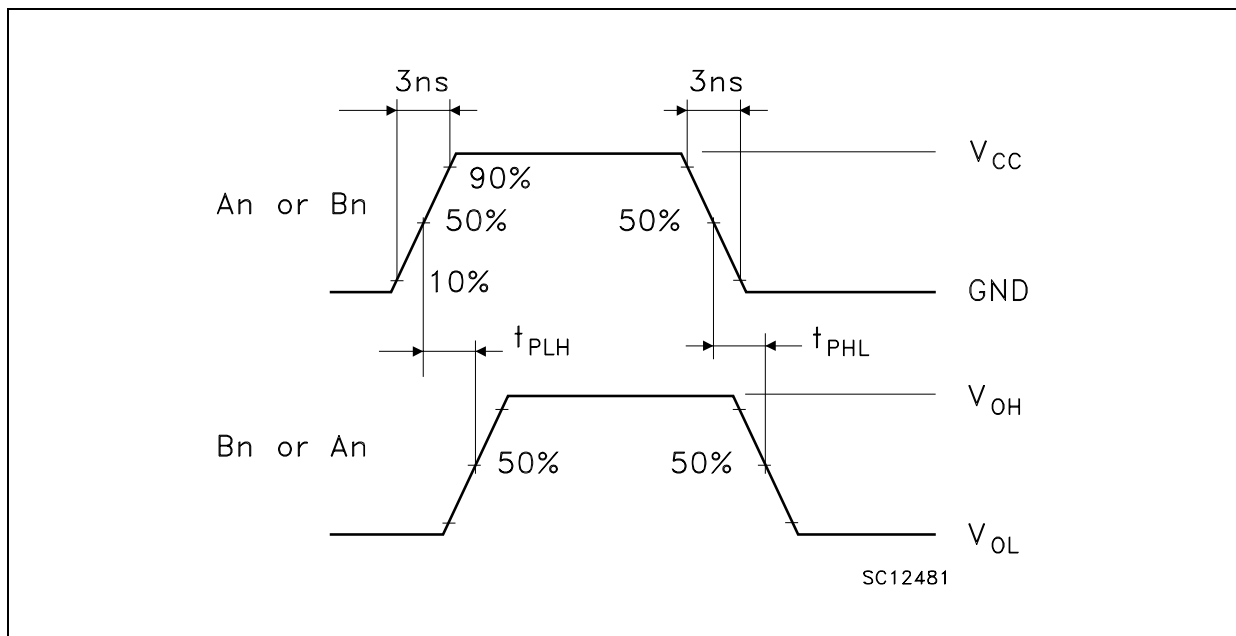 3ns 3ns
V_CC
90%
An or Bn
50% 50%
10%
GND
t_PLH t_PHL
V_OH
Bn or An
50% 50%
V_OL
SC12481